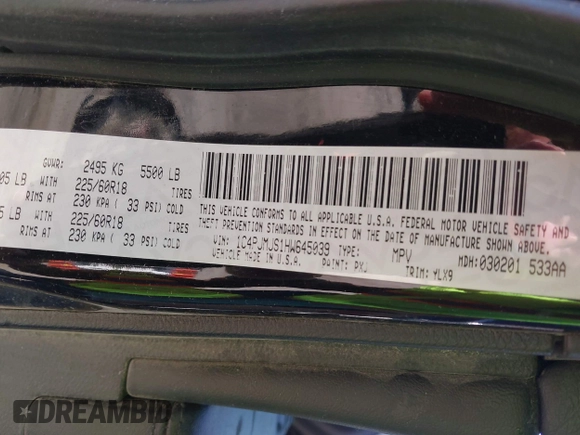 GVWR: 2495 KG 5500 LB
05 LB WITH 225/60R18 TIRES
RIMS AT 230 KPA ( 33 PSI) COLD
5 LB WITH 225/60R18 TIRES
RIMS AT 230 KPA ( 33 PSI) COLD
THIS VEHICLE CONFORMS TO ALL APPLICABLE U.S.A. FEDERAL MOTOR VEHICLE SAFETY AND
THEFT PREVENTION STANDARDS IN EFFECT ON THE DATE OF MANUFACTURE SHOWN ABOVE.
VIN: 1C4PJMJS1HW645039 TYPE: MPV MDH:030201 533AA
VEHICLE MADE IN U.S.A. PAINT: PXJ TRIM: VLX9
DREAMBID